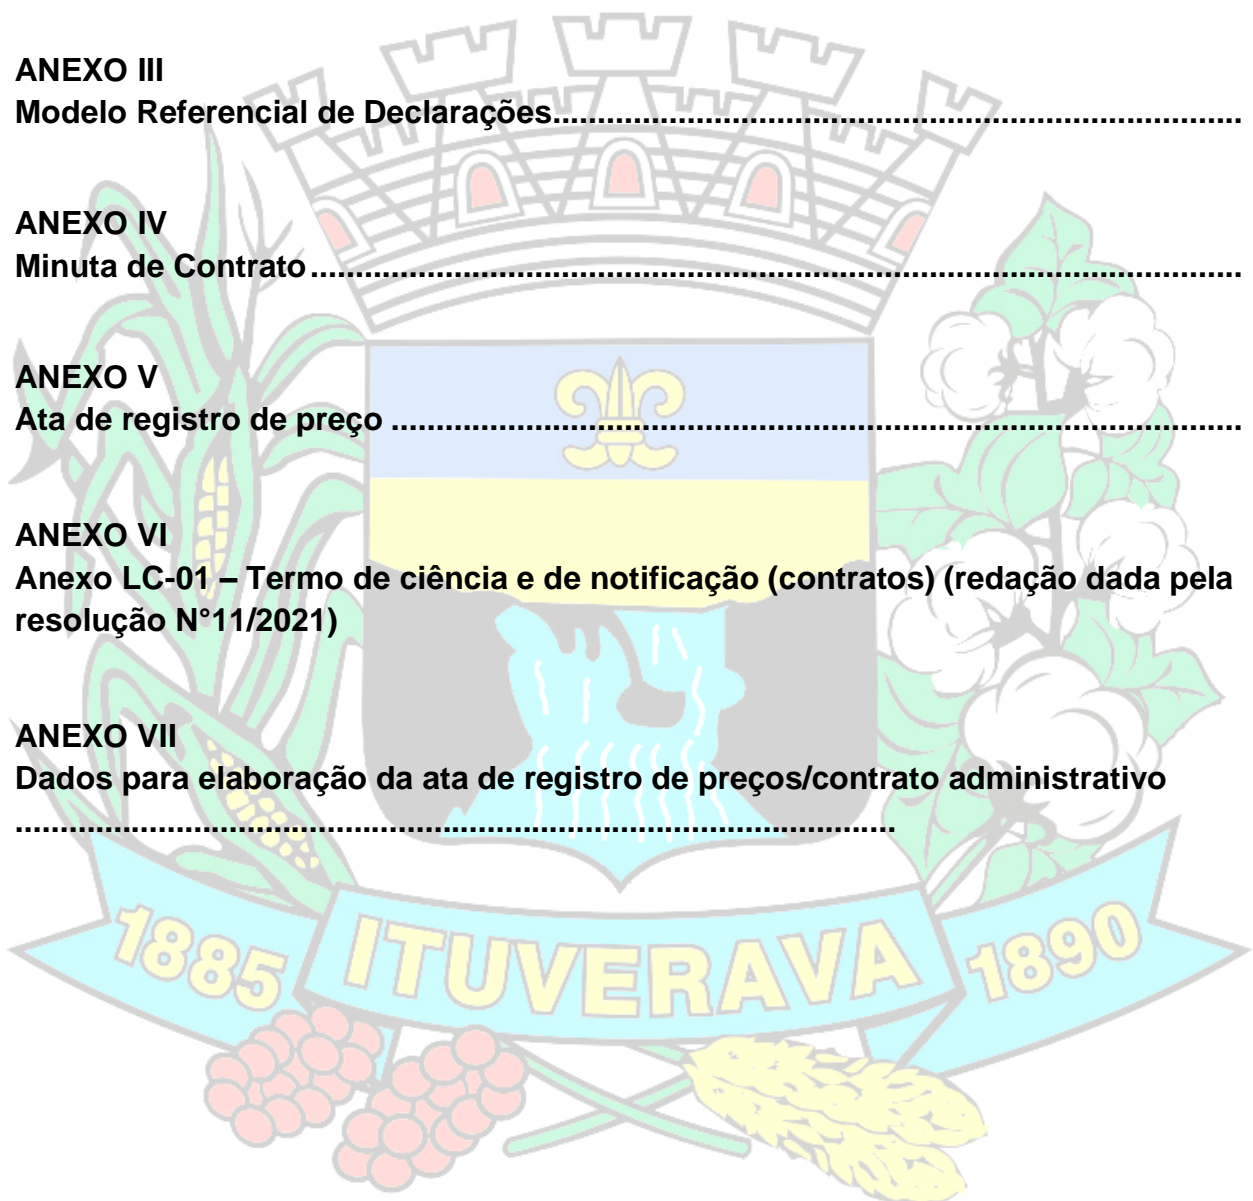 ANEXO III
Modelo Referencial de Declarações..............................................................................
ANEXO IV
Minuta de Contrato.........................................................................................................
ANEXO V
Ata de registro de preço ................................................................................................
ANEXO VI
Anexo LC-01 – Termo de ciência e de notificação (contratos) (redação dada pela
resolução N°11/2021)
ANEXO VII
Dados para elaboração da ata de registro de preços/contrato administrativo
...................................................................................................
1885 ITUVERAVA 1890